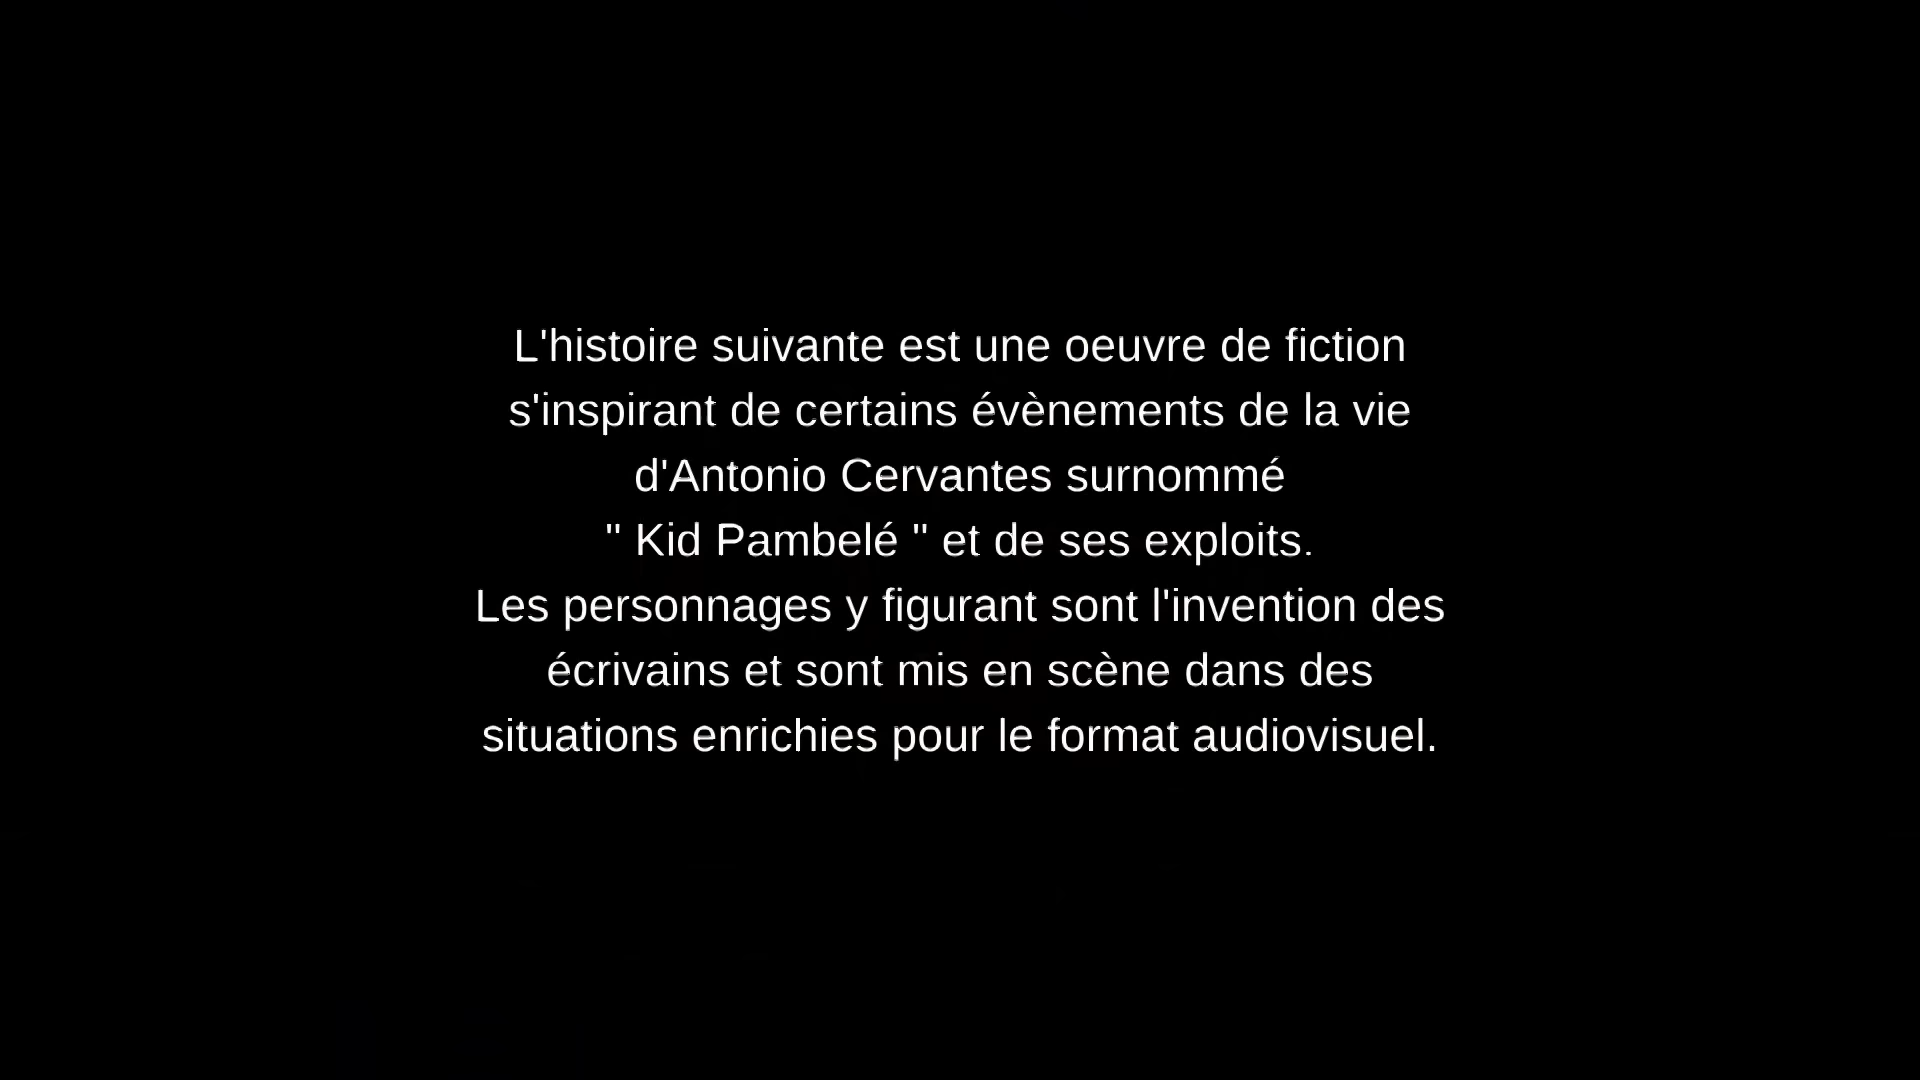 L'histoire suivante est une oeuvre de fiction
s'inspirant de certains évènements de la vie
d'Antonio Cervantes surnommé
" Kid Pambelé " et de ses exploits.
Les personnages y figurant sont l'invention des
écrivains et sont mis en scène dans des
situations enrichies pour le format audiovisuel.